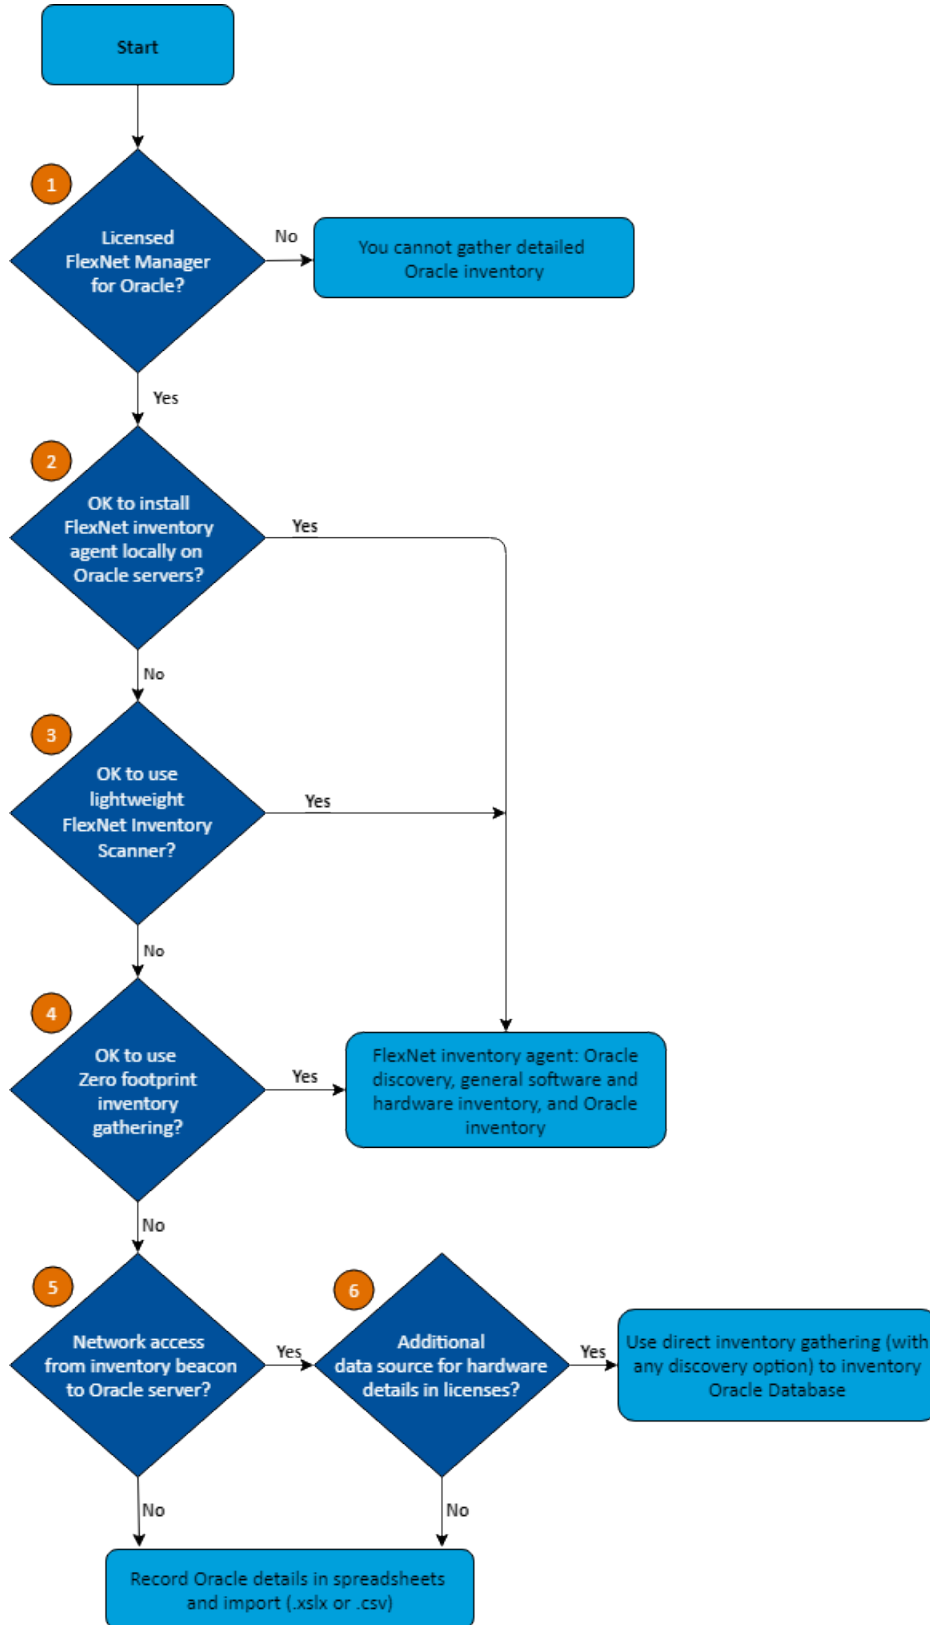 Start
1
Licensed
FlexNet Manager
for Oracle?
No
You cannot gather detailed
Oracle inventory
Yes
2
OK to install
FlexNet inventory
agent locally on
Oracle servers?
Yes
No
3
OK to use
lightweight
FlexNet Inventory
Scanner?
Yes
No
4
OK to use
Zero footprint
inventory
gathering?
Yes
FlexNet inventory agent: Oracle
discovery, general software and
hardware inventory, and Oracle
inventory
No
5
Network access
from inventory beacon
to Oracle server?
Yes
6
Additional
data source for hardware
details in licenses?
Yes
Use direct inventory gathering (with
any discovery option) to inventory
Oracle Database
No
No
Record Oracle details in spreadsheets
and import (.xslx or .csv)